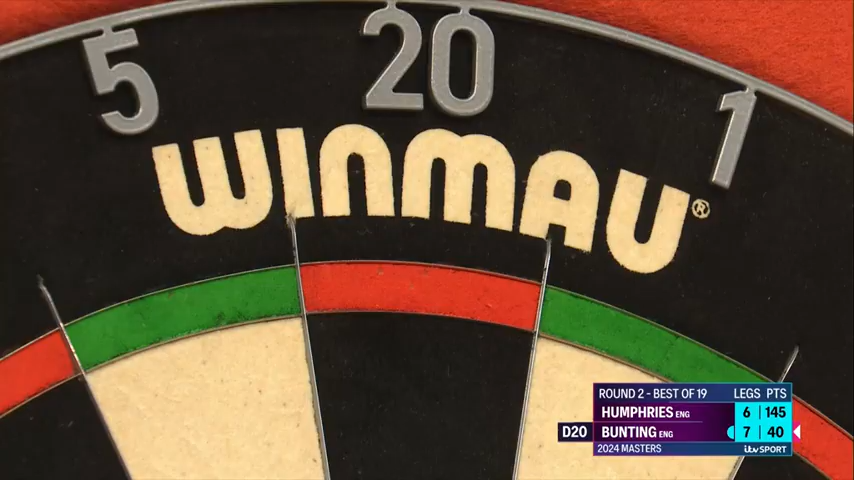 5 20 1
WINMAU®
ROUND 2 - BEST OF 19 LEGS PTS
HUMPHRIES ENG 6 145
D20 BUNTING ENG 7 40
2024 MASTERS itv SPORT